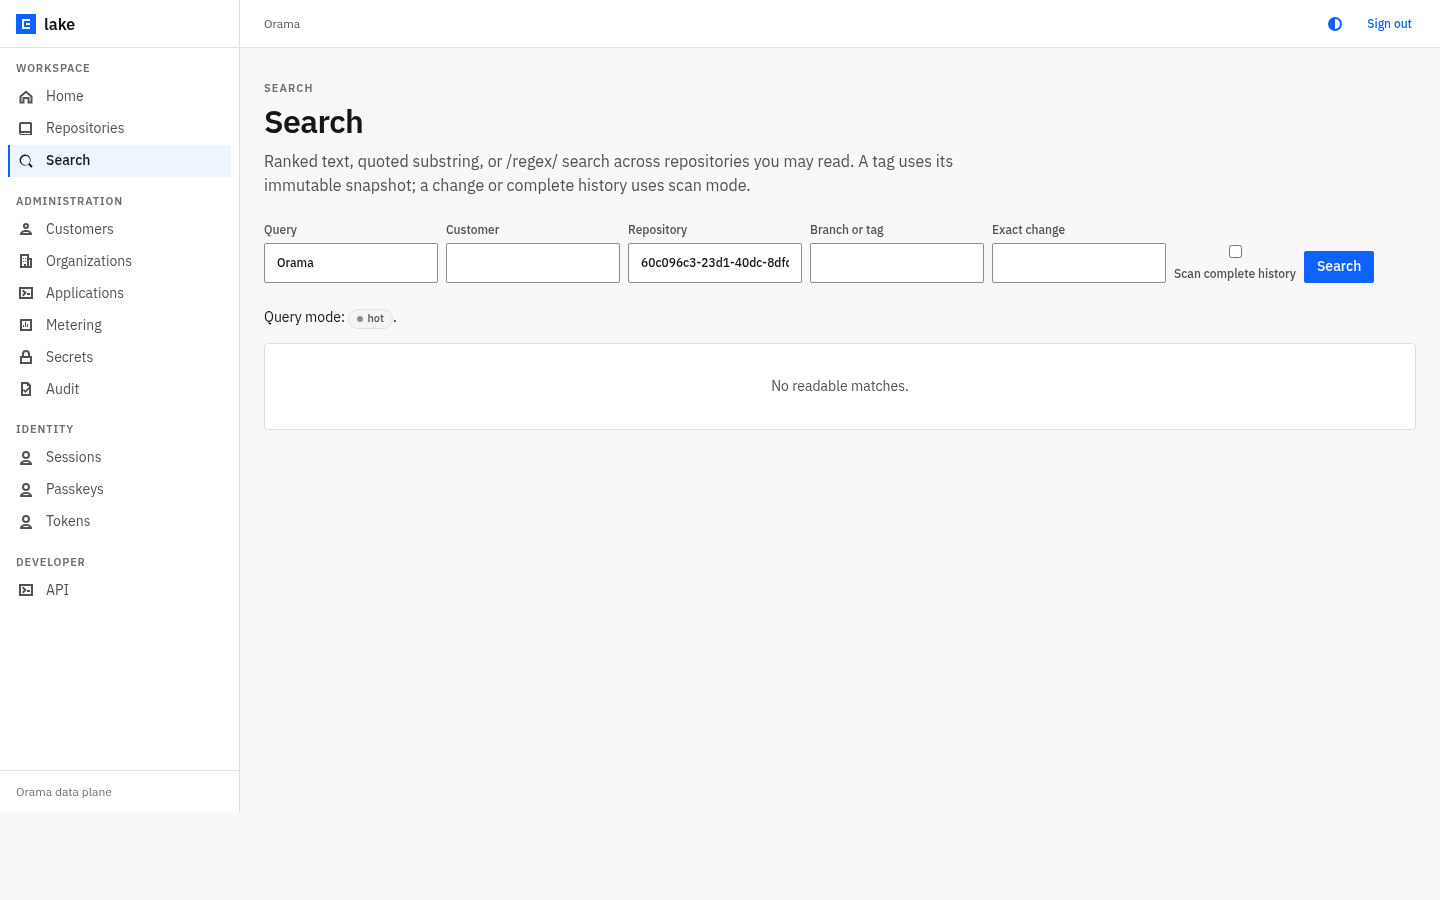 lake
Orama
Sign out
WORKSPACE
Home
Repositories
Search
ADMINISTRATION
Customers
Organizations
Applications
Metering
Secrets
Audit
IDENTITY
Sessions
Passkeys
Tokens
DEVELOPER
API
Orama data plane
SEARCH
Search
Ranked text, quoted substring, or /regex/ search across repositories you may read. A tag uses its
immutable snapshot; a change or complete history uses scan mode.
Query
Customer
Repository
Branch or tag
Exact change
Orama
60c096c3-23d1-40dc-8dfc
Scan complete history
Search
Query mode: hot.
No readable matches.